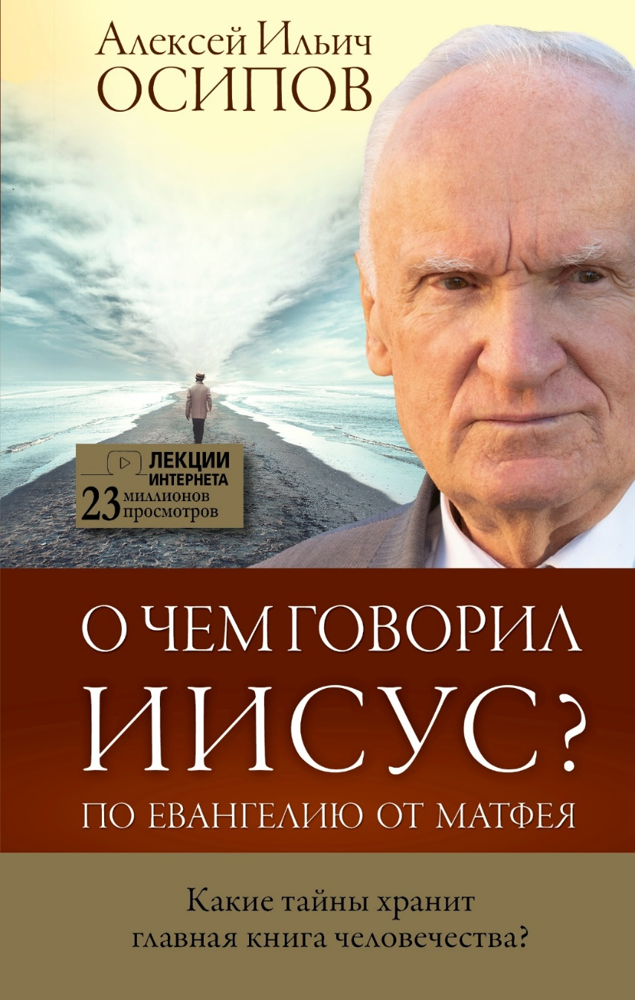 Алексей Ильич
ОСИПОВ
ЛЕКЦИИ
ИНТЕРНЕТА
23 миллионов
просмотров
О ЧЕМ ГОВОРИЛ
ИИСУС?
ПО ЕВАНГЕЛИЮ ОТ МАТФЕЯ
Какие тайны хранит
главная книга человечества?